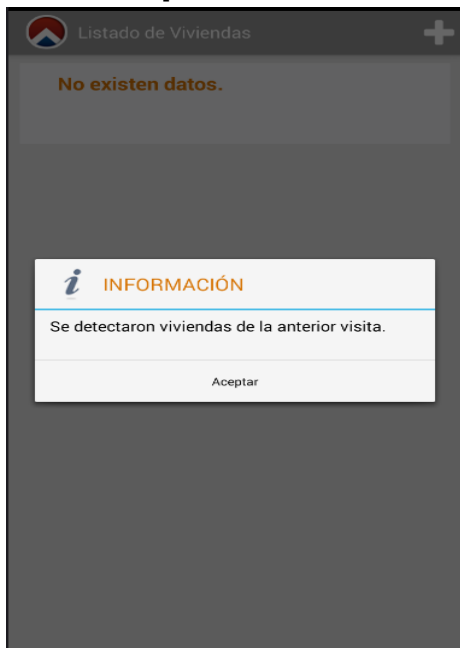 Listado de Viviendas
No existen datos.
INFORMACIÓN
Se detectaron viviendas de la anterior visita.
Aceptar